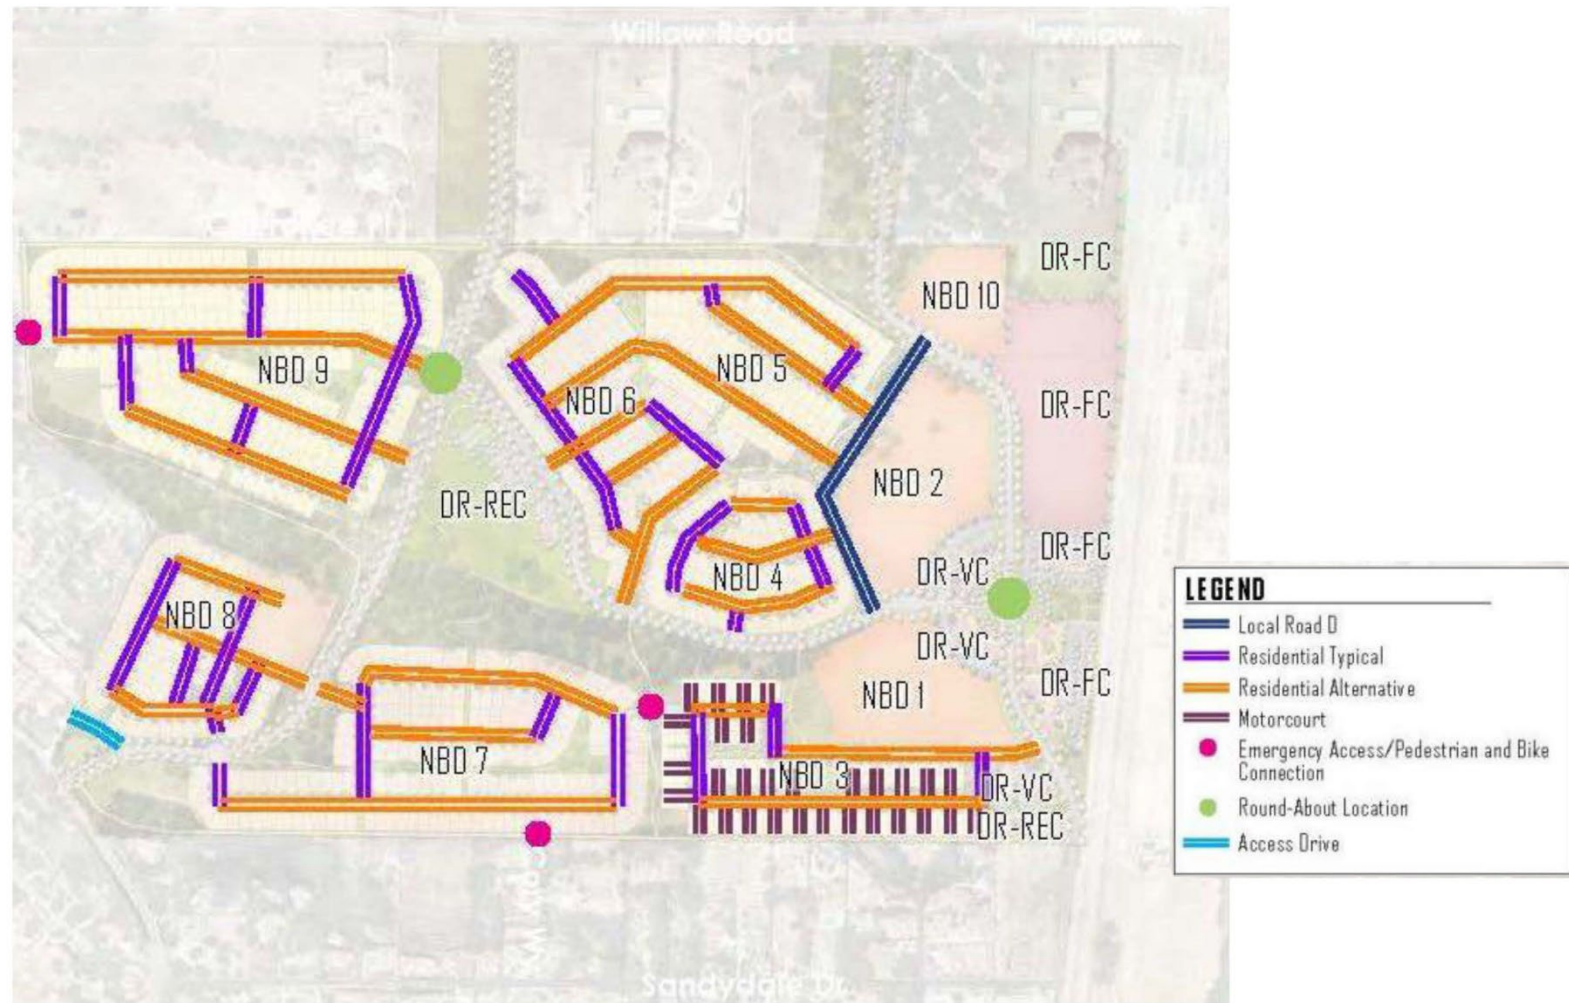 Willow Road
Willow
DR-FC
NBD 10
NBD 9
NBD 5
NBD 6
DR-FC
NBD 2
DR-REC
DR-FC
DR-VC
NBD 4
NBD 8
DR-VC
DR-FC
NBD 1
NBD 7
NBD 3
DR-VC
DR-REC
Sandydale Dr.
LEGEND
Local Road D
Residential Typical
Residential Alternative
Motorcourt
Emergency Access/Pedestrian and Bike
Connection
Round-About Location
Access Drive